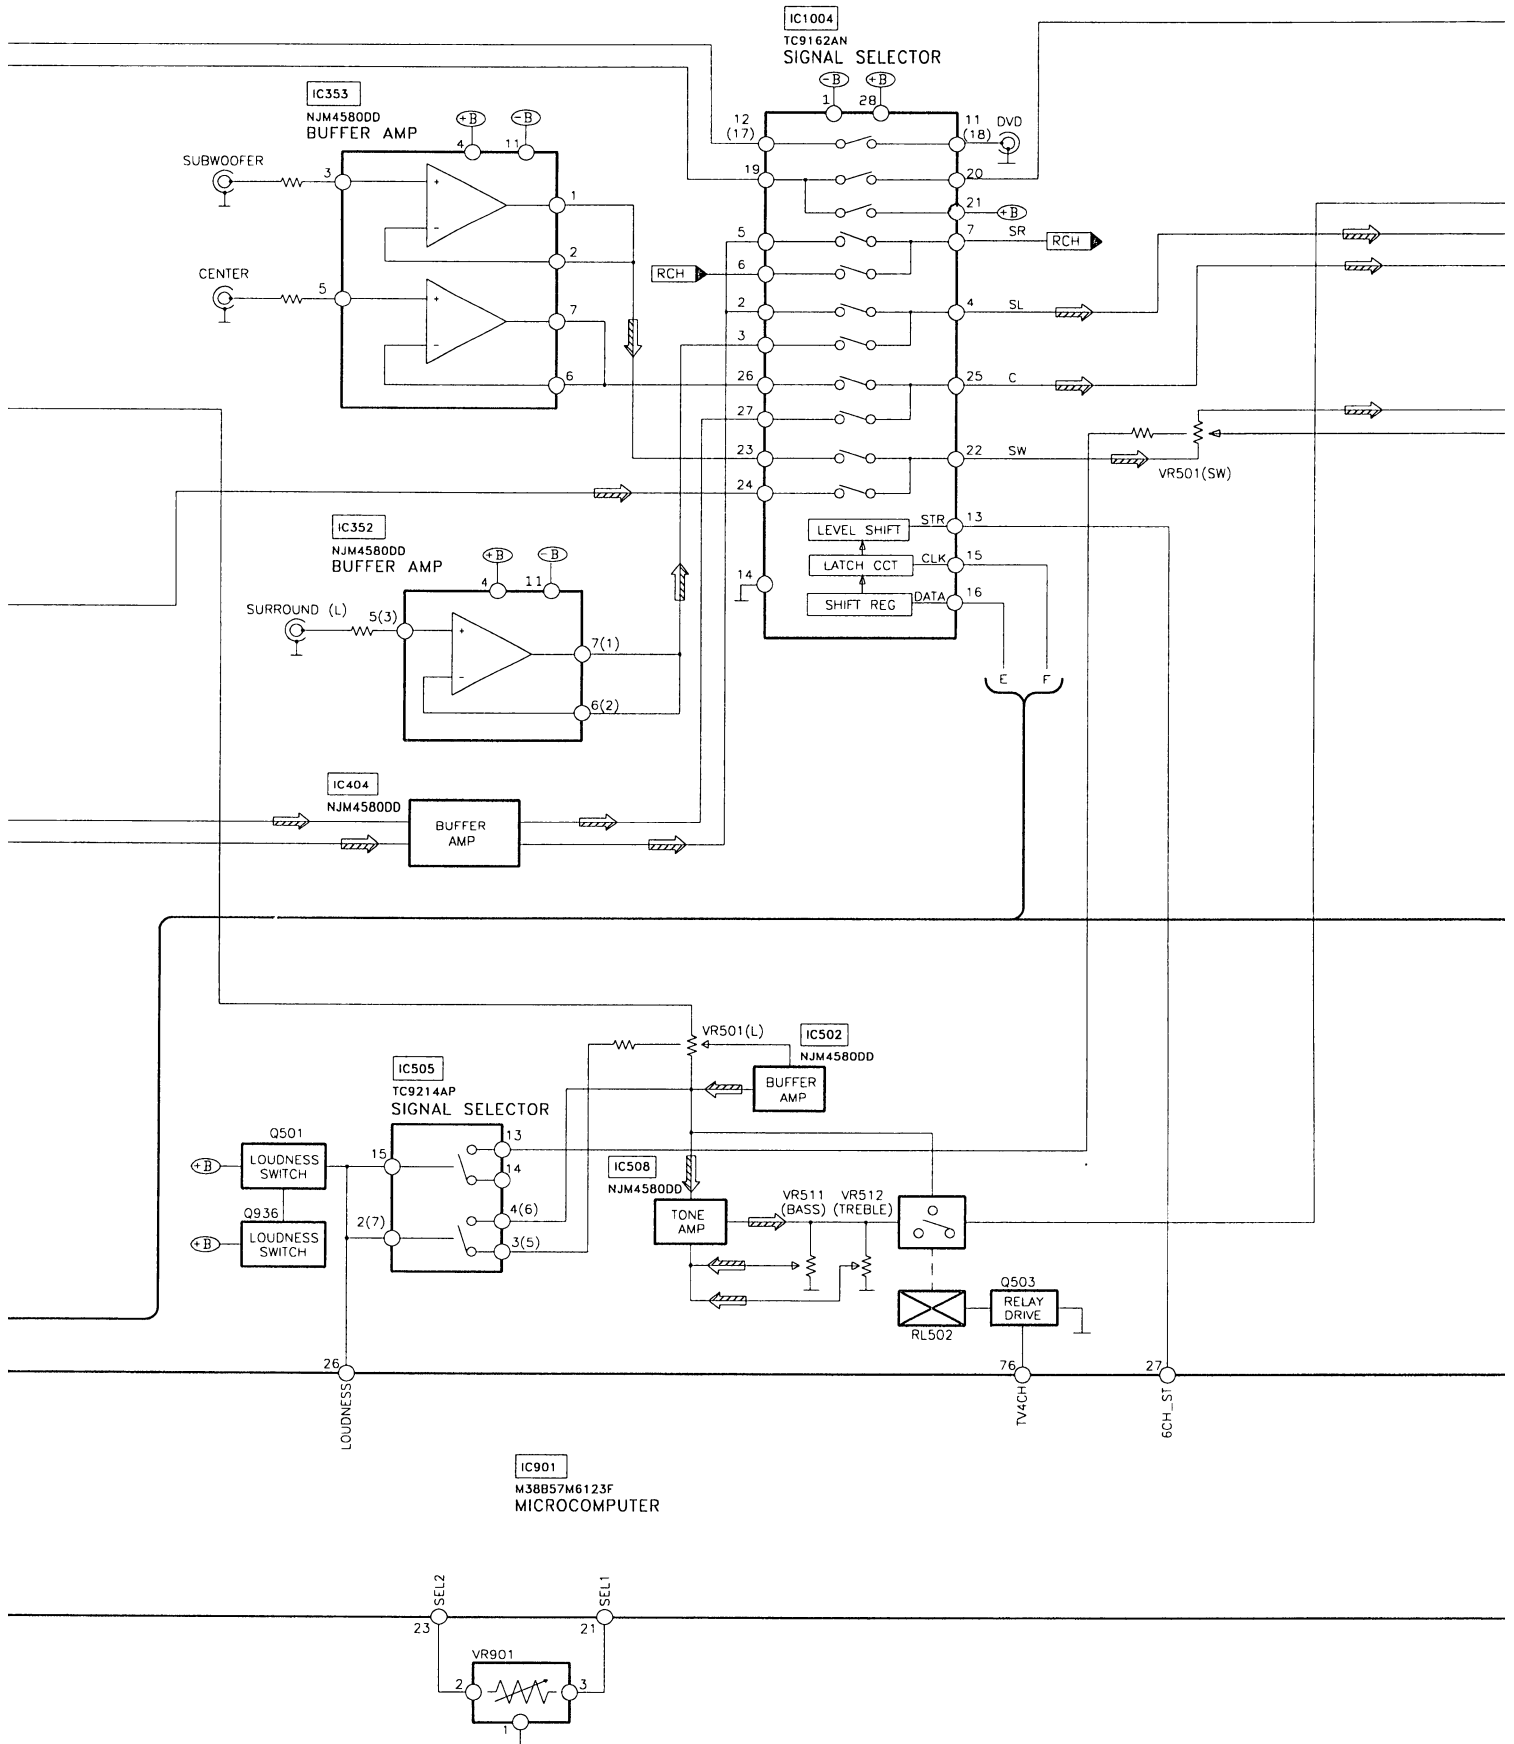 IC1004
TC9162AN
SIGNAL SELECTOR
-B
+B
1
28
IC353
NJM4580DD
BUFFER AMP
+B
-B
4
11
12
(17)
11
(18)
DVD
SUBWOOFER
3
1
19
20
2
21
+B
5
7
SR
RCH
RCH
6
CENTER
5
7
2
4
SL
3
6
26
25
C
27
23
22
SW
VR501(SW)
24
IC352
NJM4580DD
BUFFER AMP
+B
-B
4
11
LEVEL SHIFT
STR
13
LATCH CCT
CLK
15
14
SHIFT REG
DATA
16
SURROUND (L)
5(3)
7(1)
6(2)
E
F
IC404
NJM4580DD
BUFFER
AMP
VR501(L)
IC502
NJM4580DD
BUFFER
AMP
IC505
TC9214AP
SIGNAL SELECTOR
Q501
+B
LOUDNESS
SWITCH
15
13
14
Q936
+B
LOUDNESS
SWITCH
2(7)
4(6)
3(5)
IC508
NJM4580DD
TONE
AMP
VR511
(BASS)
VR512
(TREBLE)
RL502
Q503
RELAY
DRIVE
26
LOUDNESS
76
TV4CH
27
6CH_ST
IC901
M38B57M6123F
MICROCOMPUTER
SEL2
23
SEL1
21
VR901
2
3
1